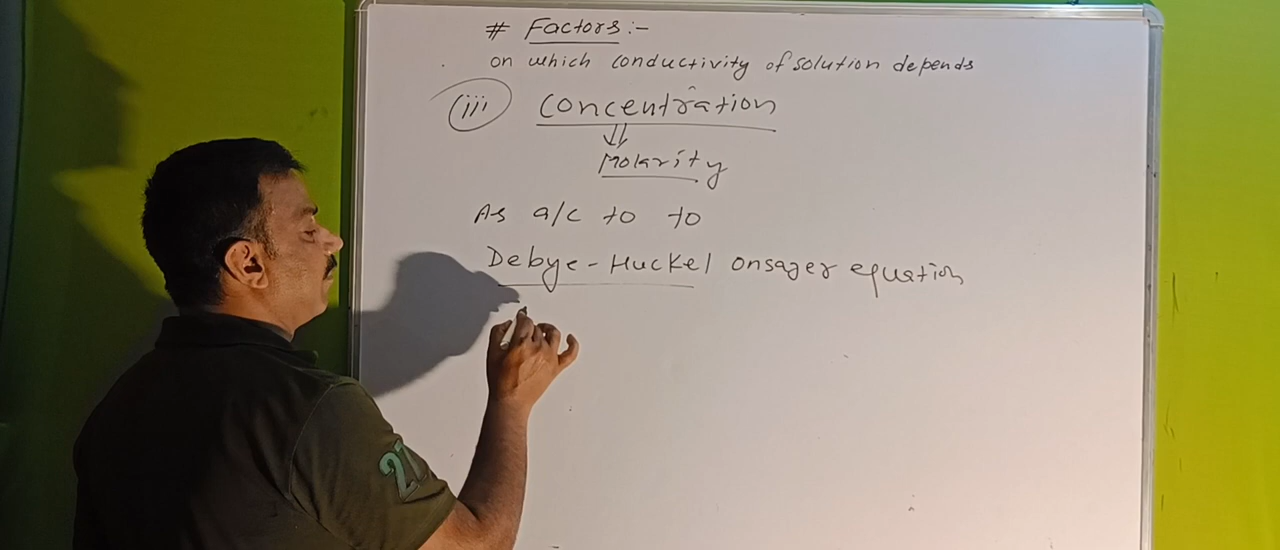 # Factors :-
on which conductivity of solution depends
(iii) Concentration
Molarity
As a/c to to
Debye-Huckel onsager equation